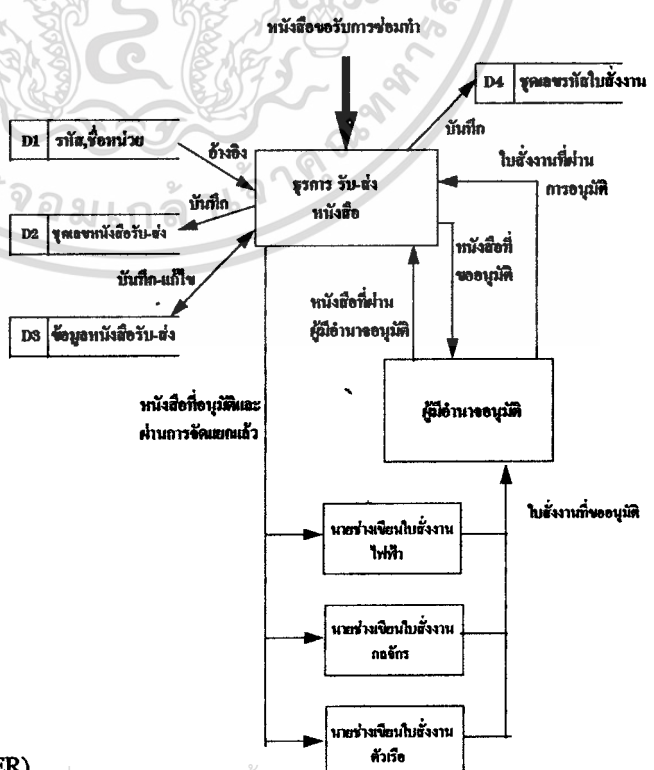 หนังสือขอรับการซ่อมทำ
D4 ชุดเลขรหัสใบสั่งงาน
บันทึก
D1 รหัส,ชื่อหน่วย
อ้างอิง
ธุรการ รับ-ส่ง
หนังสือ
ใบสั่งงานที่ผ่าน
การอนุมัติ
บันทึก
D2 ชุดเลขหนังสือรับ-ส่ง
บันทึก-แก้ไข
D3 ข้อมูลหนังสือรับ-ส่ง
หนังสือที่
ขออนุมัติ
หนังสือที่ผ่าน
ผู้มีอำนาจอนุมัติ
หนังสือที่อนุมัติและ
ผ่านการจัดแยกแล้ว
ผู้มีอำนาจอนุมัติ
ใบสั่งงานที่ขออนุมัติ
นายช่างเขียนใบสั่งงาน
ไฟฟ้า
นายช่างเขียนใบสั่งงาน
กลจักร
นายช่างเขียนใบสั่งงาน
ตัวเรือ